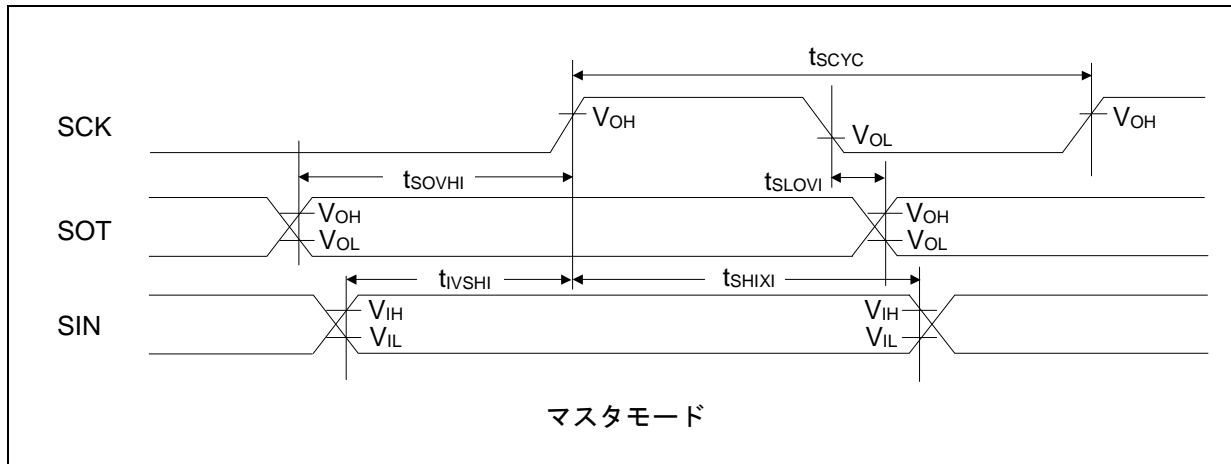 tSCYC
SCK
VOH
VOL
VOH
tSOVHI
tSLOVI
SOT
VOH
VOL
VOH
VOL
tIVSHI
tSHIXI
SIN
VIH
VIL
VIH
VIL
マスタモード